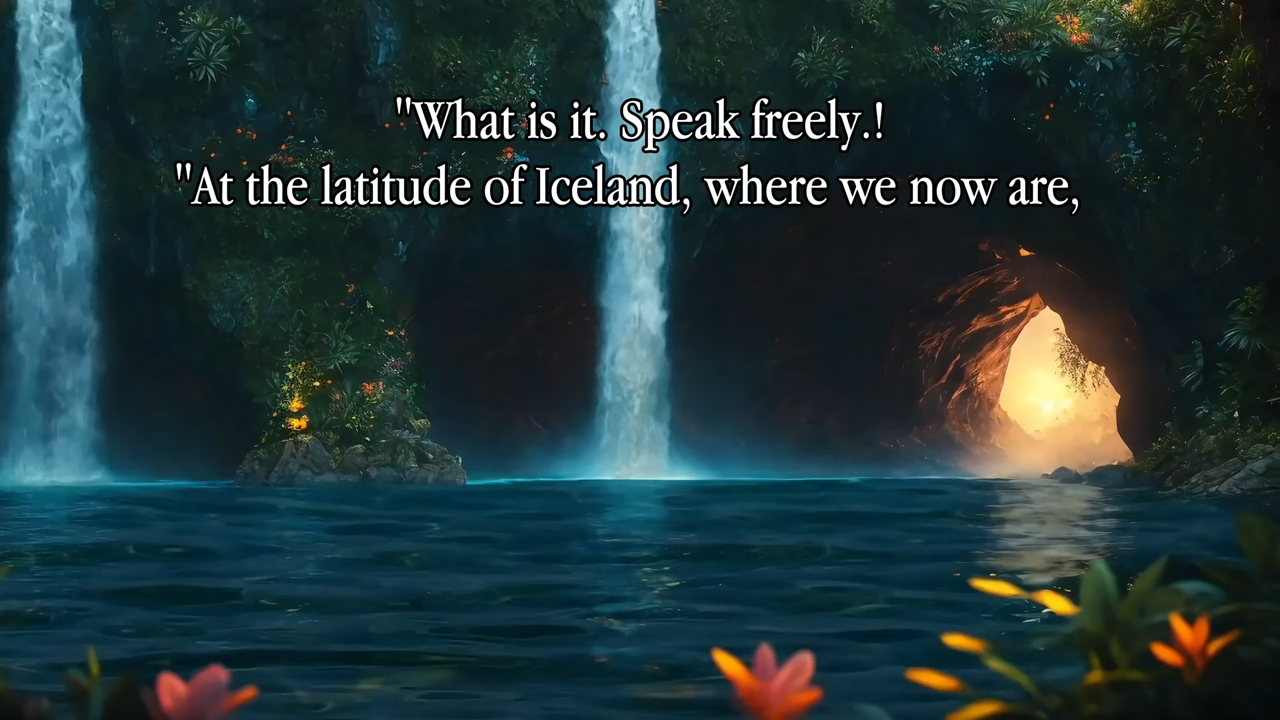 "What is it. Speak freely.!
"At the latitude of Iceland, where we now are,